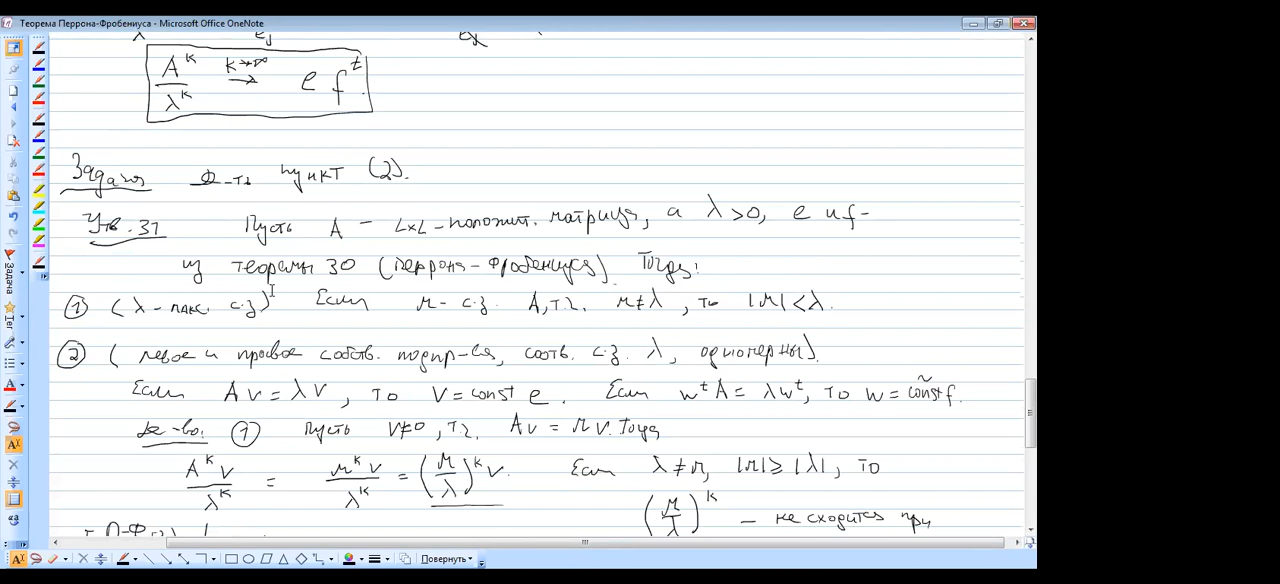 Теорема Перрона-Фробениуса - Microsoft Office OneNote
A^k / λ^k →(k→∞) e f^t.
Задача Д-ть пункт (2).
Утв. 31 Пусть A – L×L – положит. матрица, а λ>0, e и f –
из теоремы 30 (Перрона-Фробениуса). Тогда:
① (λ – макс. с.з.) Если μ – с.з. A, т.ч. μ≠λ, то |μ|<λ.
② (левое и правое собств. подпр-ва, соотв. с.з. λ, одномерны).
Если Av = λv, то v = const e. Если w^t A = λw^t, то w = const~ f.
Д-во: ① Пусть v≠0, т.ч. Av = μv. Тогда
A^k v / λ^k = μ^k v / λ^k = (μ/λ)^k v. Если λ≠μ, |μ|≥|λ|, то
(μ/λ)^k – не сходится при
Задача
Тег
Повернуть